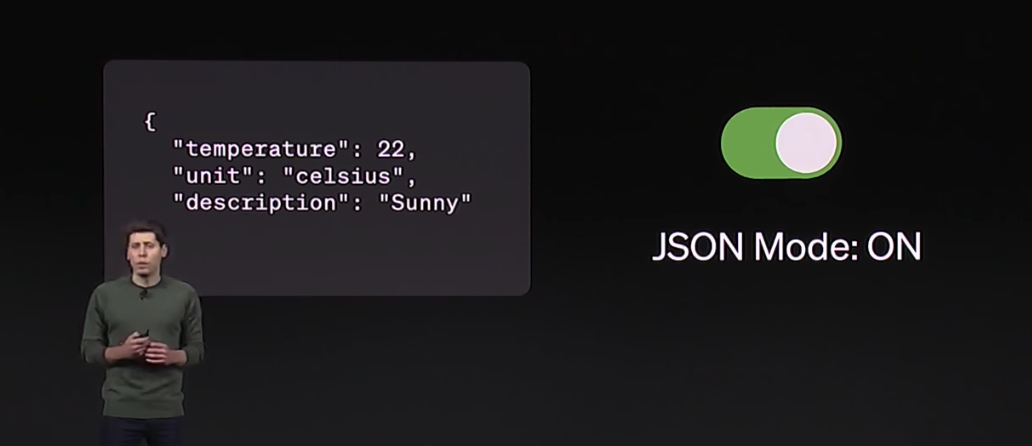 {
"temperature": 22,
"unit": "celsius",
"description": "Sunny"
JSON Mode: ON